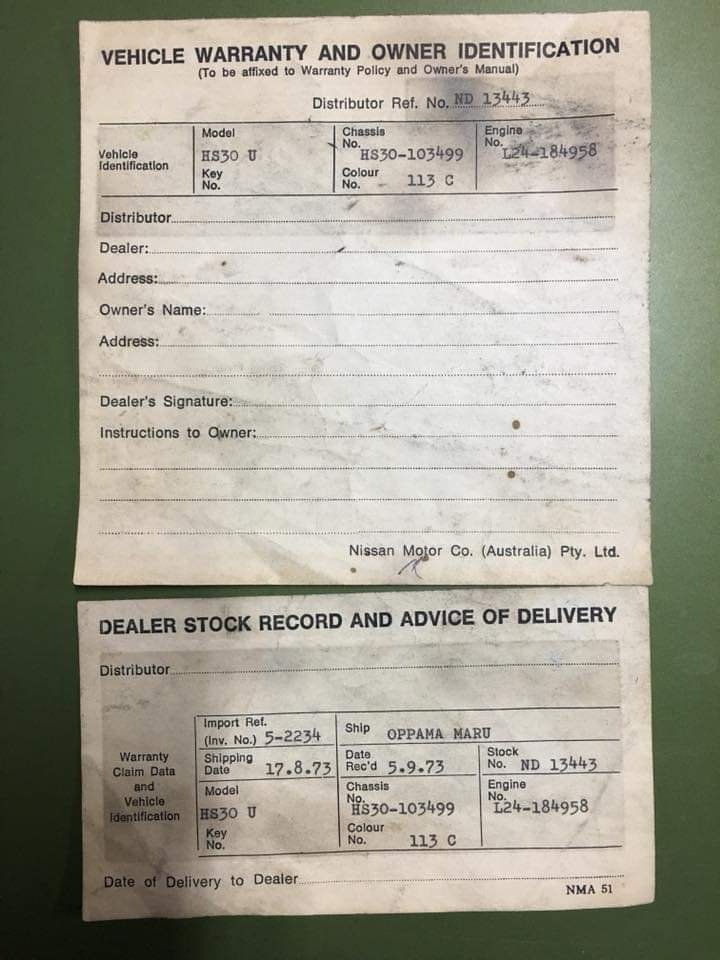 VEHICLE WARRANTY AND OWNER IDENTIFICATION
(To be affixed to Warranty Policy and Owner's Manual)
Distributor Ref. No. ND 13443
Vehicle Identification
Model HS30 U
Key No.
Chassis No. HS30-103499
Colour No. 113 C
Engine No. L24-184958
Distributor
Dealer:
Address:
Owner's Name:
Address:
Dealer's Signature:
Instructions to Owner:
Nissan Motor Co. (Australia) Pty. Ltd.
DEALER STOCK RECORD AND ADVICE OF DELIVERY
Distributor
Warranty Claim Data and Vehicle Identification
Import Ref. (Inv. No.) 5-2234
Ship OPPAMA MARU
Shipping Date 17.8.73
Date Rec'd 5.9.73
Stock No. ND 13443
Model HS30 U
Chassis No. HS30-103499
Engine No. L24-184958
Key No.
Colour No. 113 C
Date of Delivery to Dealer
NMA 51